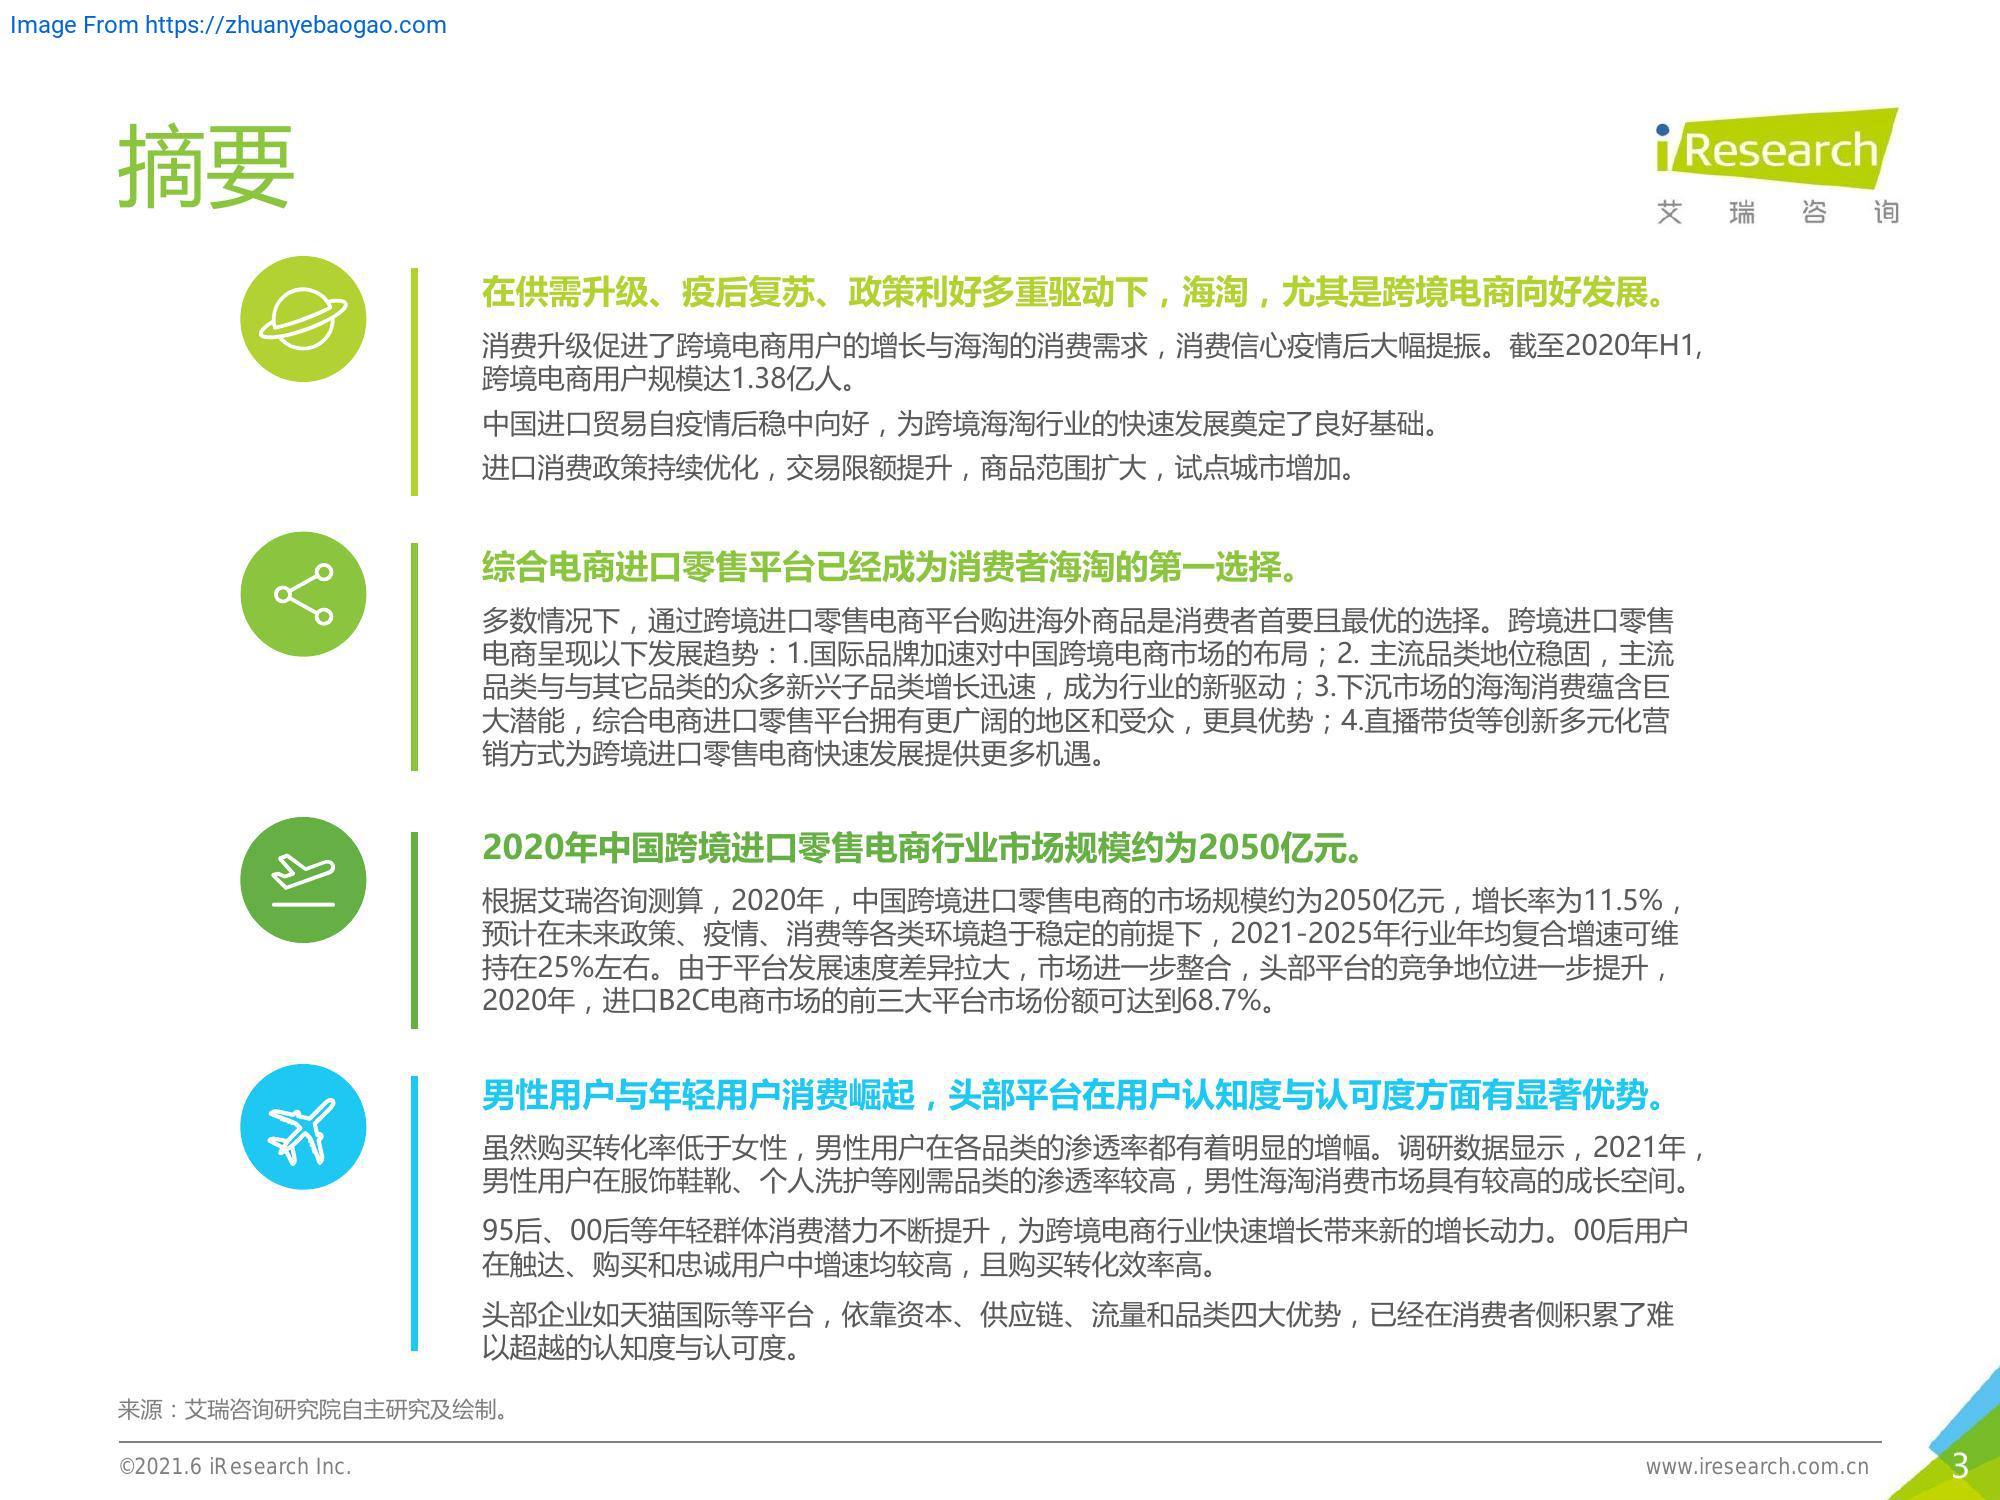 Image From https://zhuanyebaogao.com
摘要
iResearch
艾瑞咨询
在供需升级、疫后复苏、政策利好多重驱动下，海淘，尤其是跨境电商向好发展。
消费升级促进了跨境电商用户的增长与海淘的消费需求，消费信心疫情后大幅提振。截至2020年H1,
跨境电商用户规模达1.38亿人。
中国进口贸易自疫情后稳中向好，为跨境海淘行业的快速发展奠定了良好基础。
进口消费政策持续优化，交易限额提升，商品范围扩大，试点城市增加。
综合电商进口零售平台已经成为消费者海淘的第一选择。
多数情况下，通过跨境进口零售电商平台购进海外商品是消费者首要且最优的选择。跨境进口零售
电商呈现以下发展趋势：1.国际品牌加速对中国跨境电商市场的布局；2. 主流品类地位稳固，主流
品类与与其它品类的众多新兴子品类增长迅速，成为行业的新驱动；3.下沉市场的海淘消费蕴含巨
大潜能，综合电商进口零售平台拥有更广阔的地区和受众，更具优势；4.直播带货等创新多元化营
销方式为跨境进口零售电商快速发展提供更多机遇。
2020年中国跨境进口零售电商行业市场规模约为2050亿元。
根据艾瑞咨询测算，2020年，中国跨境进口零售电商的市场规模约为2050亿元，增长率为11.5%，
预计在未来政策、疫情、消费等各类环境趋于稳定的前提下，2021-2025年行业年均复合增速可维
持在25%左右。由于平台发展速度差异拉大，市场进一步整合，头部平台的竞争地位进一步提升，
2020年，进口B2C电商市场的前三大平台市场份额可达到68.7%。
男性用户与年轻用户消费崛起，头部平台在用户认知度与认可度方面有显著优势。
虽然购买转化率低于女性，男性用户在各品类的渗透率都有着明显的增幅。调研数据显示，2021年，
男性用户在服饰鞋靴、个人洗护等刚需品类的渗透率较高，男性海淘消费市场具有较高的成长空间。
95后、00后等年轻群体消费潜力不断提升，为跨境电商行业快速增长带来新的增长动力。00后用户
在触达、购买和忠诚用户中增速均较高，且购买转化效率高。
头部企业如天猫国际等平台，依靠资本、供应链、流量和品类四大优势，已经在消费者侧积累了难
以超越的认知度与认可度。
来源：艾瑞咨询研究院自主研究及绘制。
©2021.6 iResearch Inc.
www.iresearch.com.cn
3